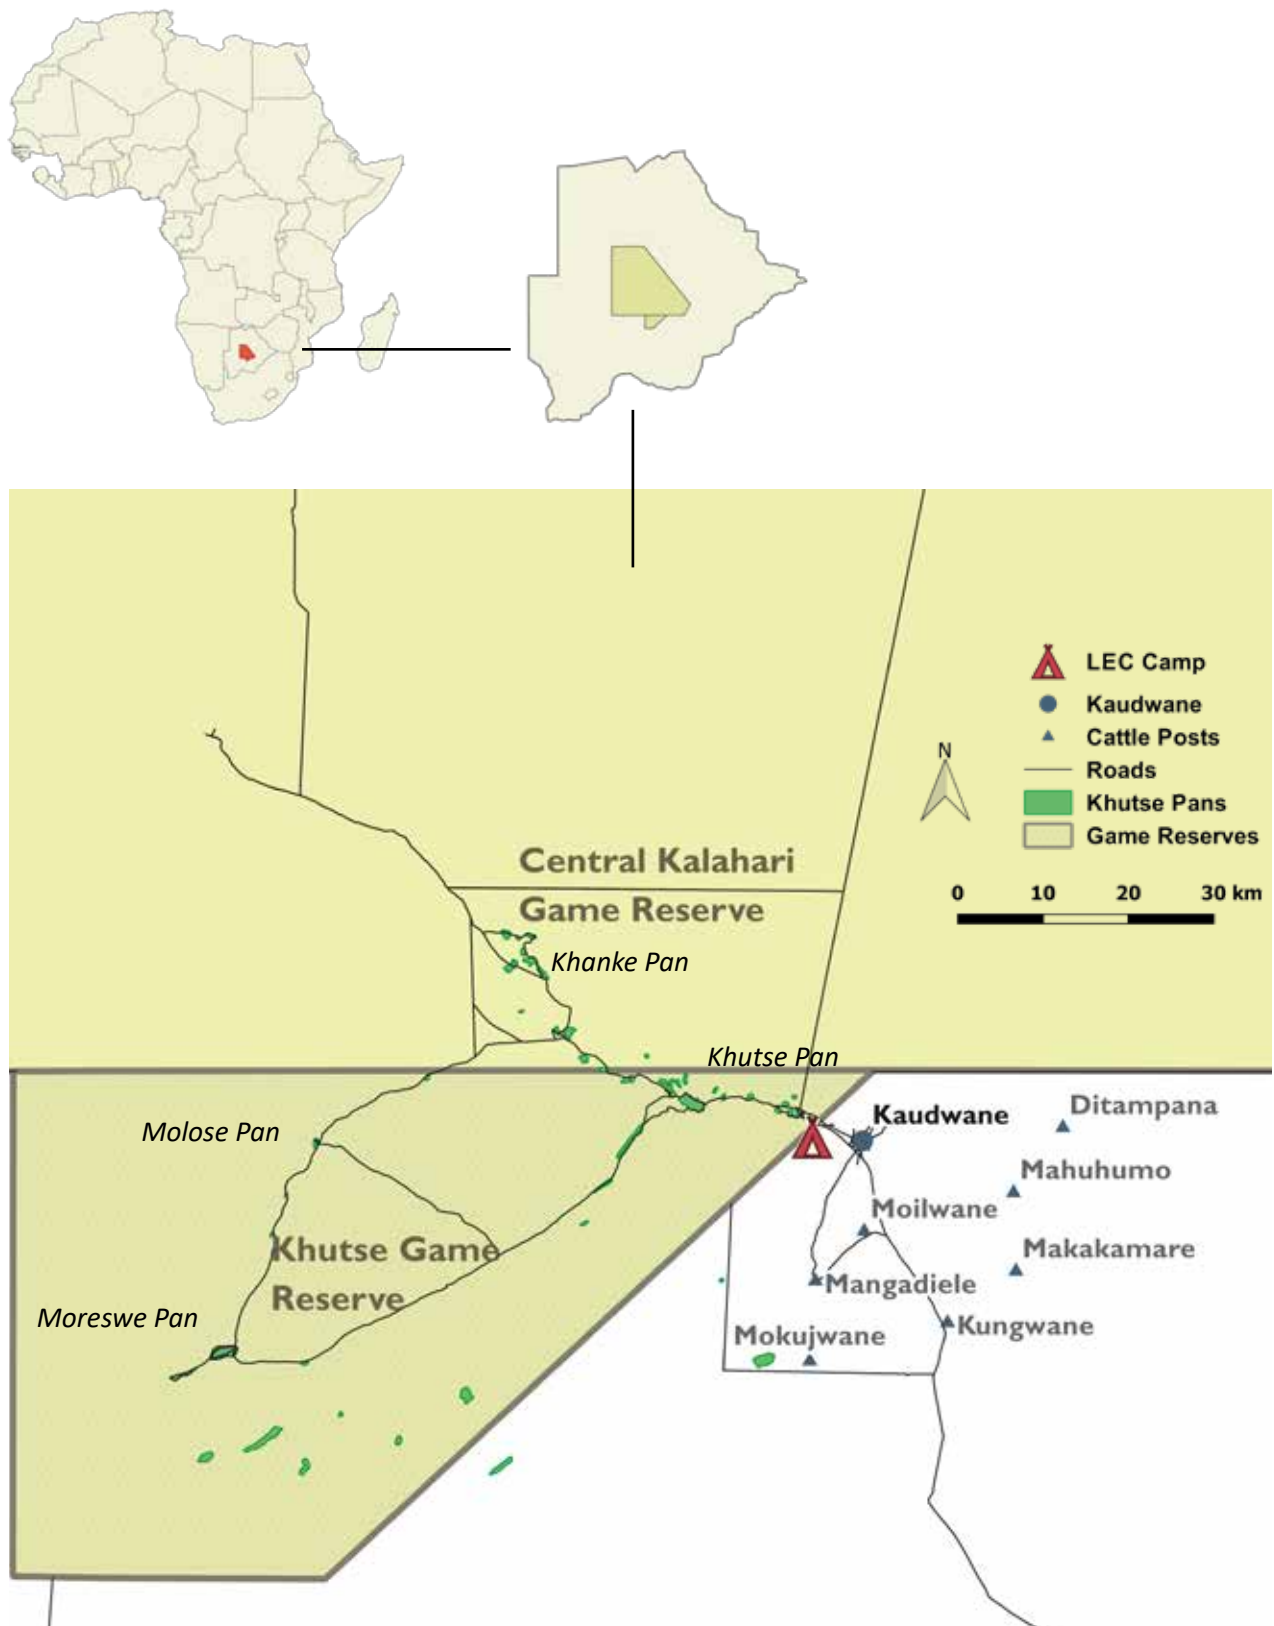 LEC Camp
Kaudwane
Cattle Posts
Roads
Khutse Pans
Game Reserves
N
0 10 20 30 km
Central Kalahari
Game Reserve
Khanke Pan
Khutse Pan
Molose Pan
Kaudwane
Ditampana
Mahuhumo
Moilwane
Makakamare
Khutse Game
Reserve
Mangadiele
Moreswe Pan
Mokujwane
Kungwane